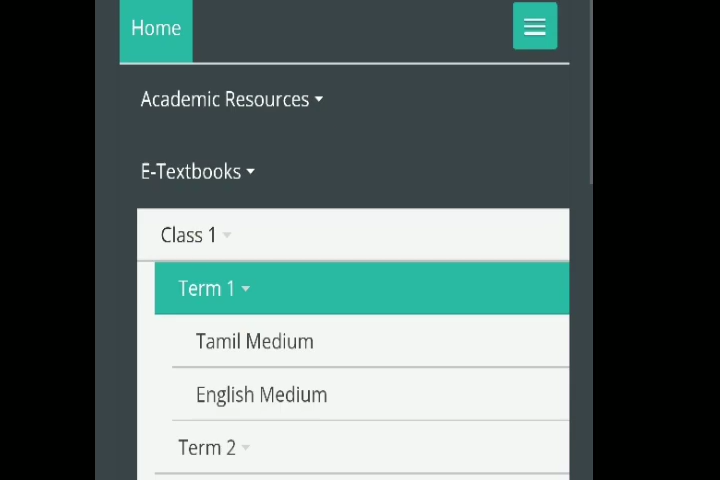 Home
Academic Resources
E-Textbooks
Class 1
Term 1
Tamil Medium
English Medium
Term 2